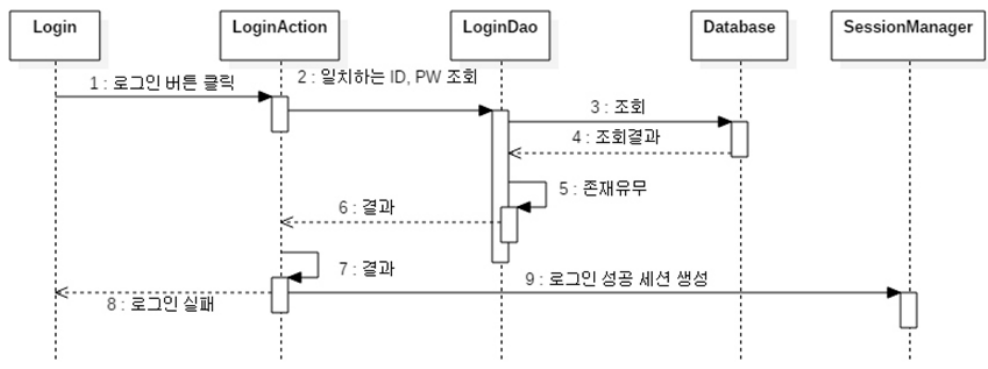 Login
LoginAction
LoginDao
Database
SessionManager
1 : 로그인 버튼 클릭
2 : 일치하는 ID, PW 조회
3 : 조회
4 : 조회결과
5 : 존재유무
6 : 결과
7 : 결과
8 : 로그인 실패
9 : 로그인 성공 세션 생성